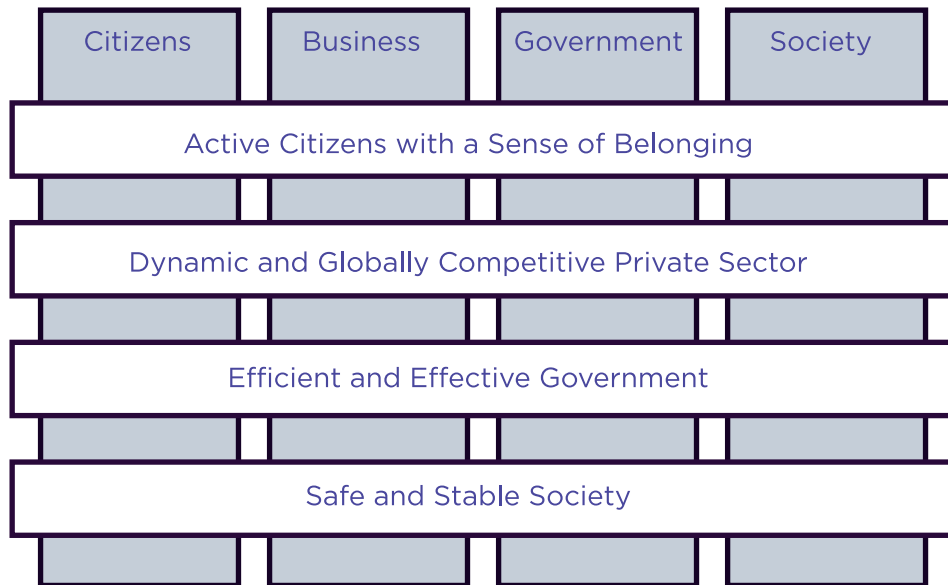 Citizens
Business
Government
Society
Active Citizens with a Sense of Belonging
Dynamic and Globally Competitive Private Sector
Efficient and Effective Government
Safe and Stable Society